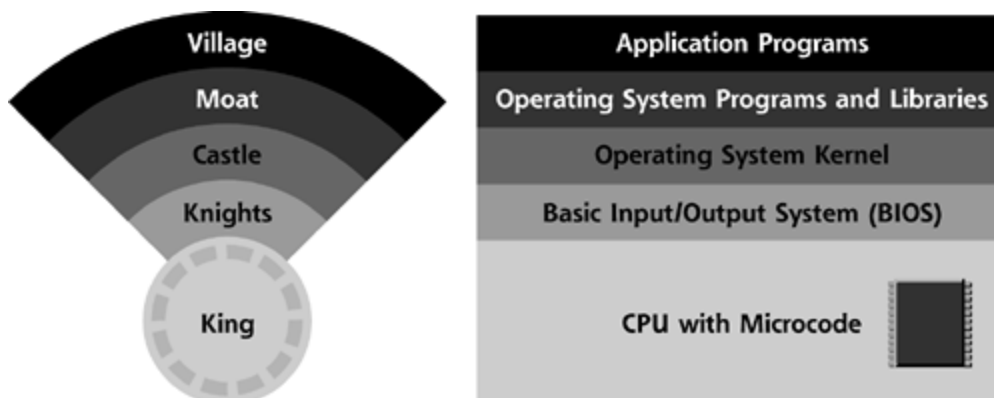 Village
Moat
Castle
Knights
King
Application Programs
Operating System Programs and Libraries
Operating System Kernel
Basic Input/Output System (BIOS)
CPU with Microcode